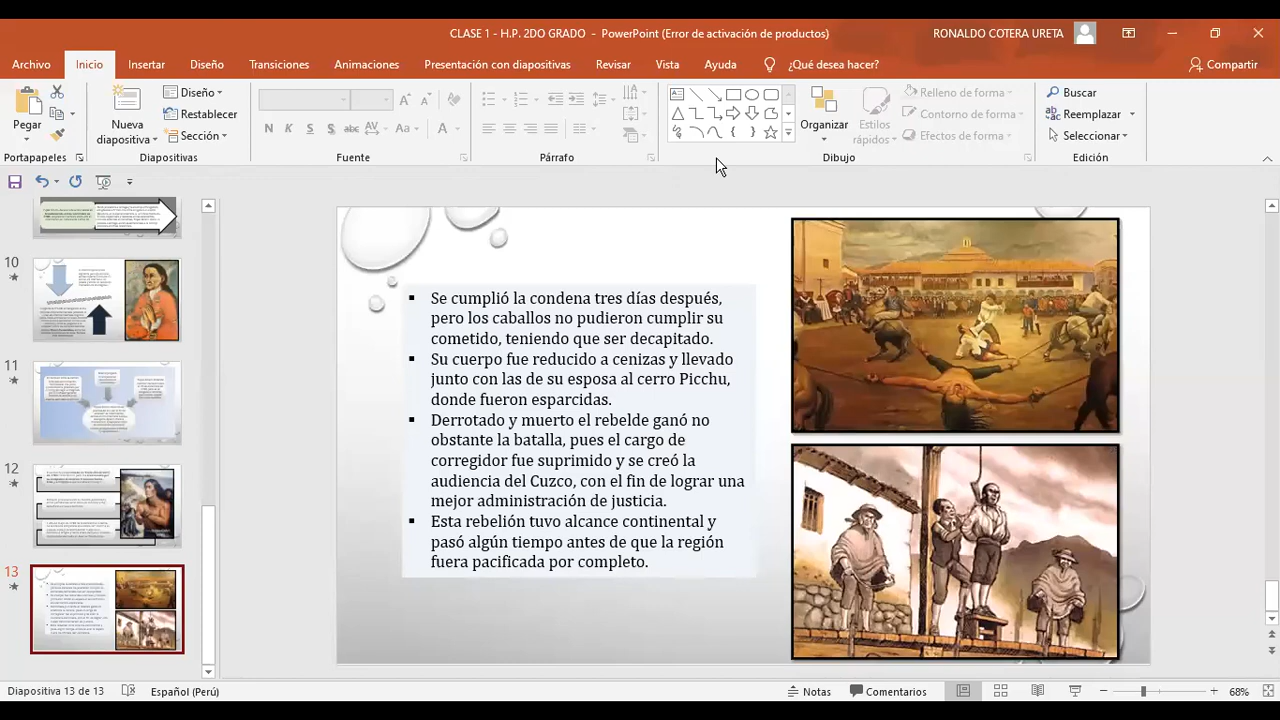 CLASE 1 - H.P. 2DO GRADO - PowerPoint (Error de activación de productos)
RONALDO COTERA URETA
Archivo
Inicio
Insertar
Diseño
Transiciones
Animaciones
Presentación con diapositivas
Revisar
Vista
Ayuda
¿Qué desea hacer?
Compartir
Pegar
Nueva
diapositiva
Diseño
Restablecer
Sección
N K S abc AV Aa A
Organizar
Estilos
rápidos
Relleno de forma
Contorno de forma
Efectos de forma
Buscar
Reemplazar
Seleccionar
Portapapeles
Diapositivas
Fuente
Párrafo
Dibujo
Edición
10
11
12
13
Se cumplió la condena tres días después,
pero los caballos no pudieron cumplir su
cometido, teniendo que ser decapitado.
Su cuerpo fue reducido a cenizas y llevado
junto con las de su esposa al cerro Picchu,
donde fueron esparcidas.
Derrotado y muerto el rebelde ganó no
obstante la batalla, pues el cargo de
corregidor fue suprimido y se creó la
audiencia del Cuzco, con el fin de lograr una
mejor administración de justicia.
Esta rebelión tuvo alcance continental y
pasó algún tiempo antes de que la región
fuera pacificada por completo.
Diapositiva 13 de 13
Español (Perú)
Notas
Comentarios
68%